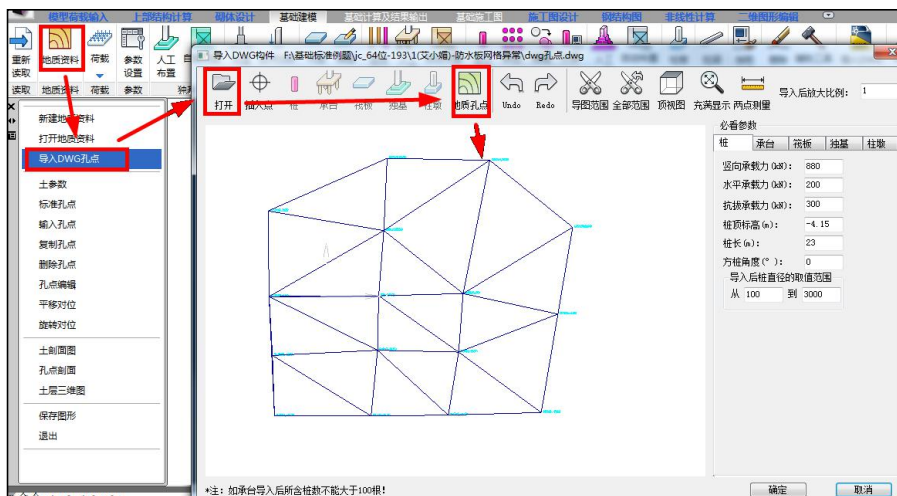 模型荷载输入 上部结构计算 砌体设计 基础建模 基础计算及结果输出 基础施工图 施工图设计 钢结构图 非线性计算 二维图形编辑
重新读取 地质资料 荷载 参数设置 人工布置
读取 地质资料 荷载 参数
导入DWG构件 F:\基础标准例题\jc_64位-193\1(艾小媚)-防水板网格异常\dwg孔点.dwg
打开 插入点 桩 承台 筏板 独基 柱墩 地质孔点 Undo Redo 导图范围 全部范围 顶视图 充满显示 两点测量 导入后放大比例: 1
新建地质资料
打开地质资料
导入DWG孔点
土参数
标准孔点
输入孔点
复制孔点
删除孔点
孔点编辑
平移对位
旋转对位
土剖面图
孔点剖面
土层三维图
保存图形
退出
必看参数
桩 承台 筏板 独基 柱墩
竖向承载力(kN): 880
水平承载力(kN): 200
抗拔承载力(kN): 300
桩顶标高(m): -4.15
桩长(m): 23
方桩角度(°): 0
导入后桩直径的取值范围
从 100 到 3000
*注: 如承台导入后所含桩数不能大于100根!
确定 取消